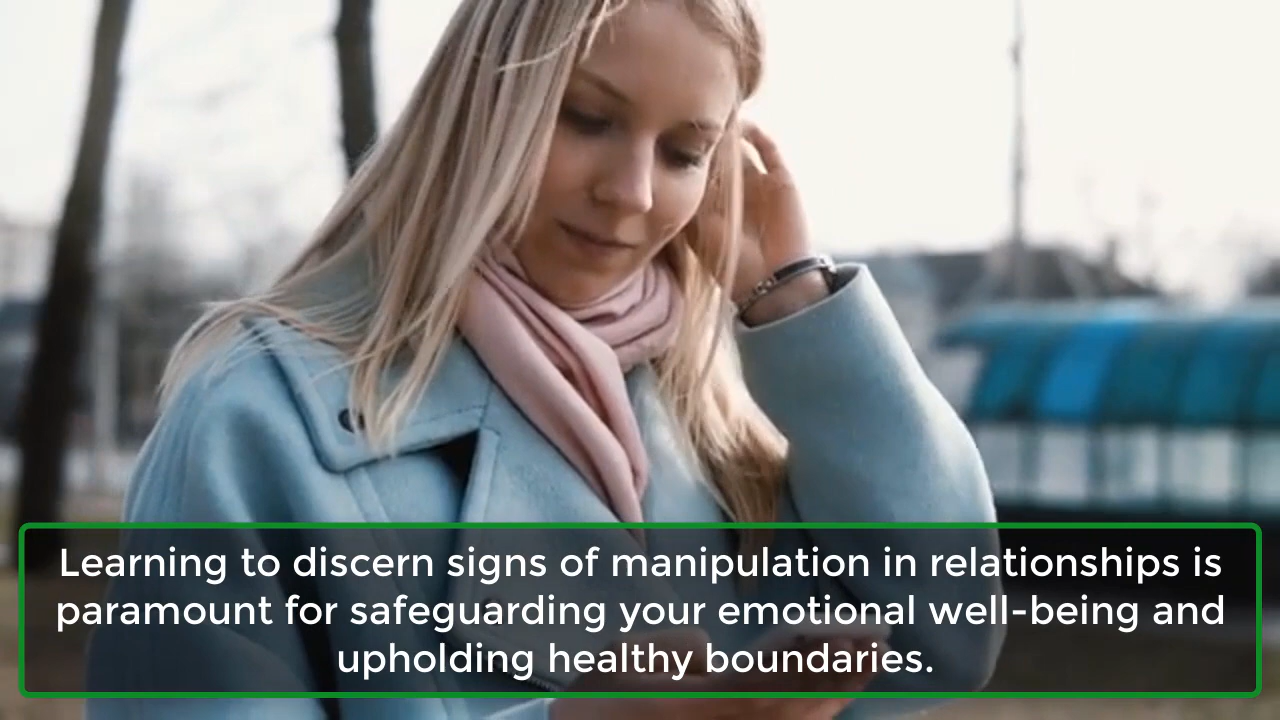 Learning to discern signs of manipulation in relationships is
paramount for safeguarding your emotional well-being and
upholding healthy boundaries.